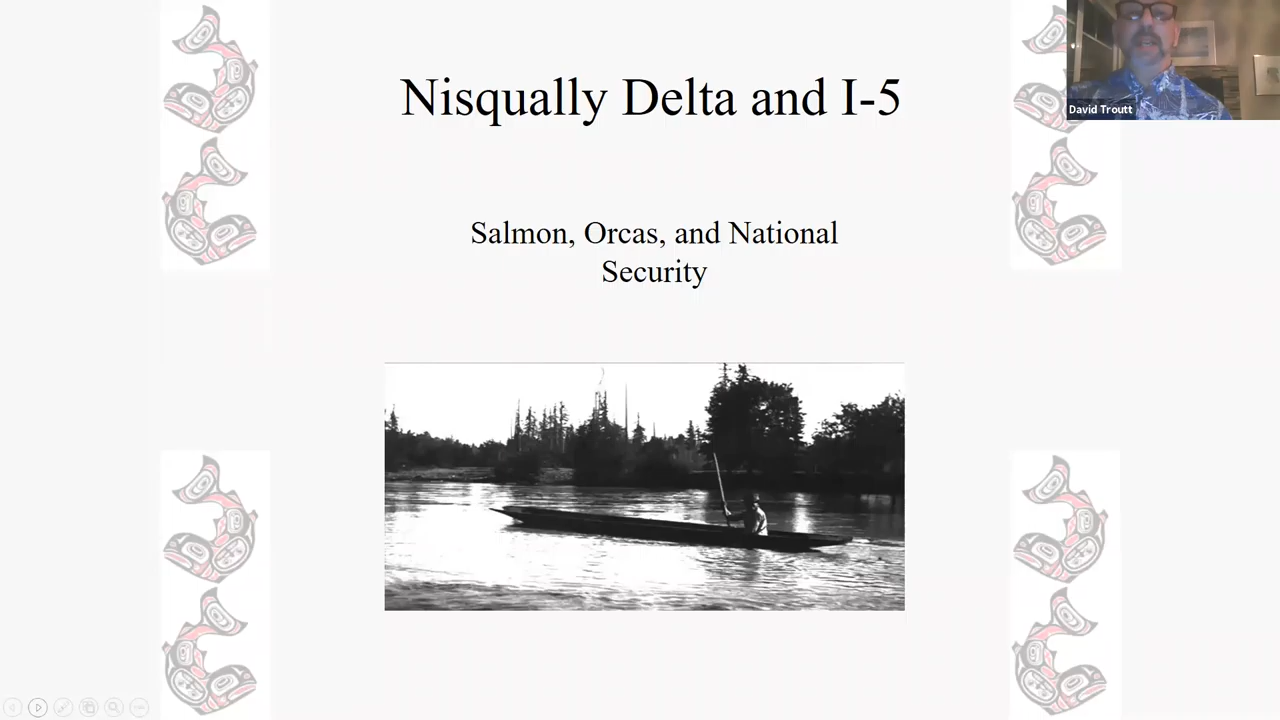 Nisqually Delta and I-5
David Troutt
Salmon, Orcas, and National
Security